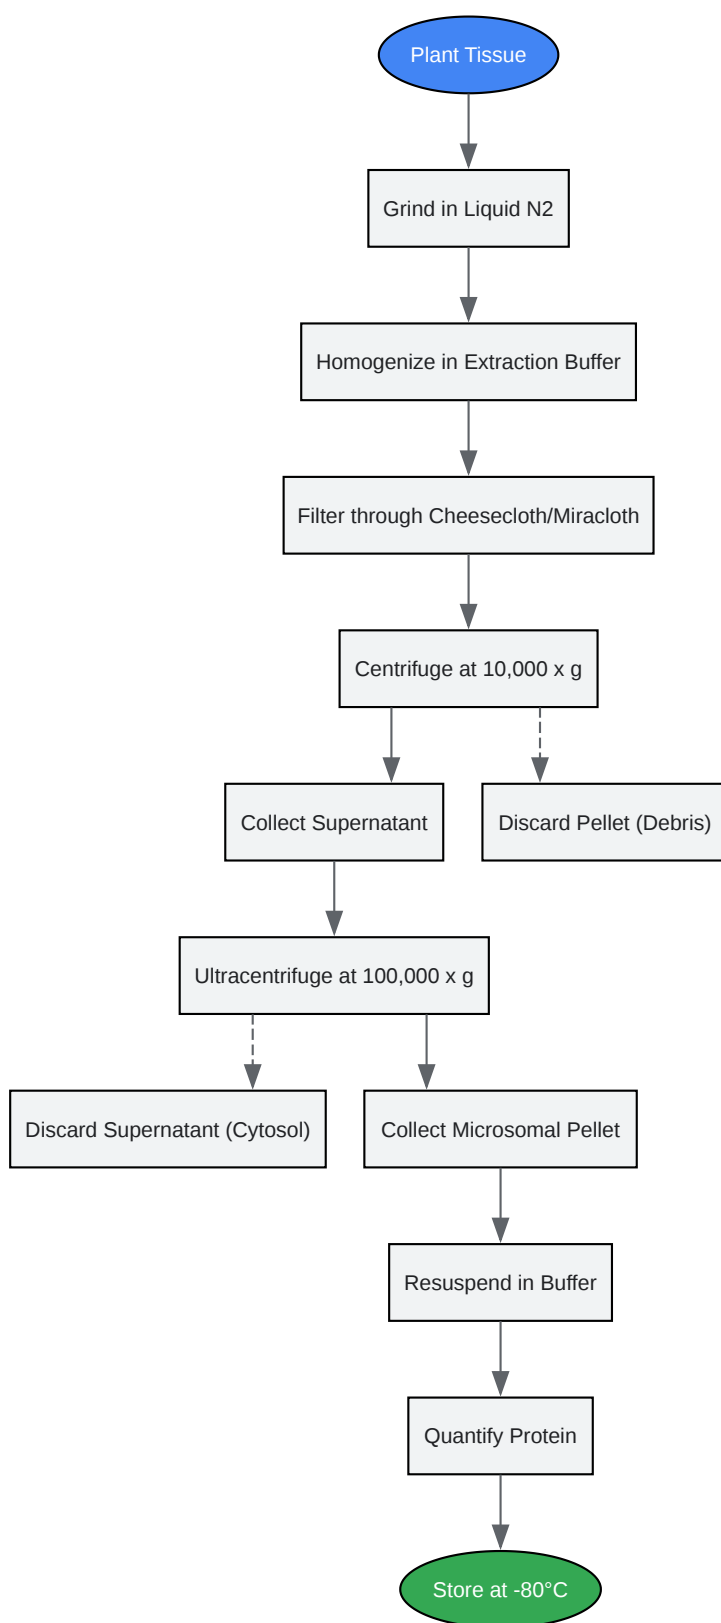 Plant Tissue
Grind in Liquid N2
Homogenize in Extraction Buffer
Filter through Cheesecloth/Miracloth
Centrifuge at 10,000 x g
Collect Supernatant
Discard Pellet (Debris)
Ultracentrifuge at 100,000 x g
Discard Supernatant (Cytosol)
Collect Microsomal Pellet
Resuspend in Buffer
Quantify Protein
Store at -80°C